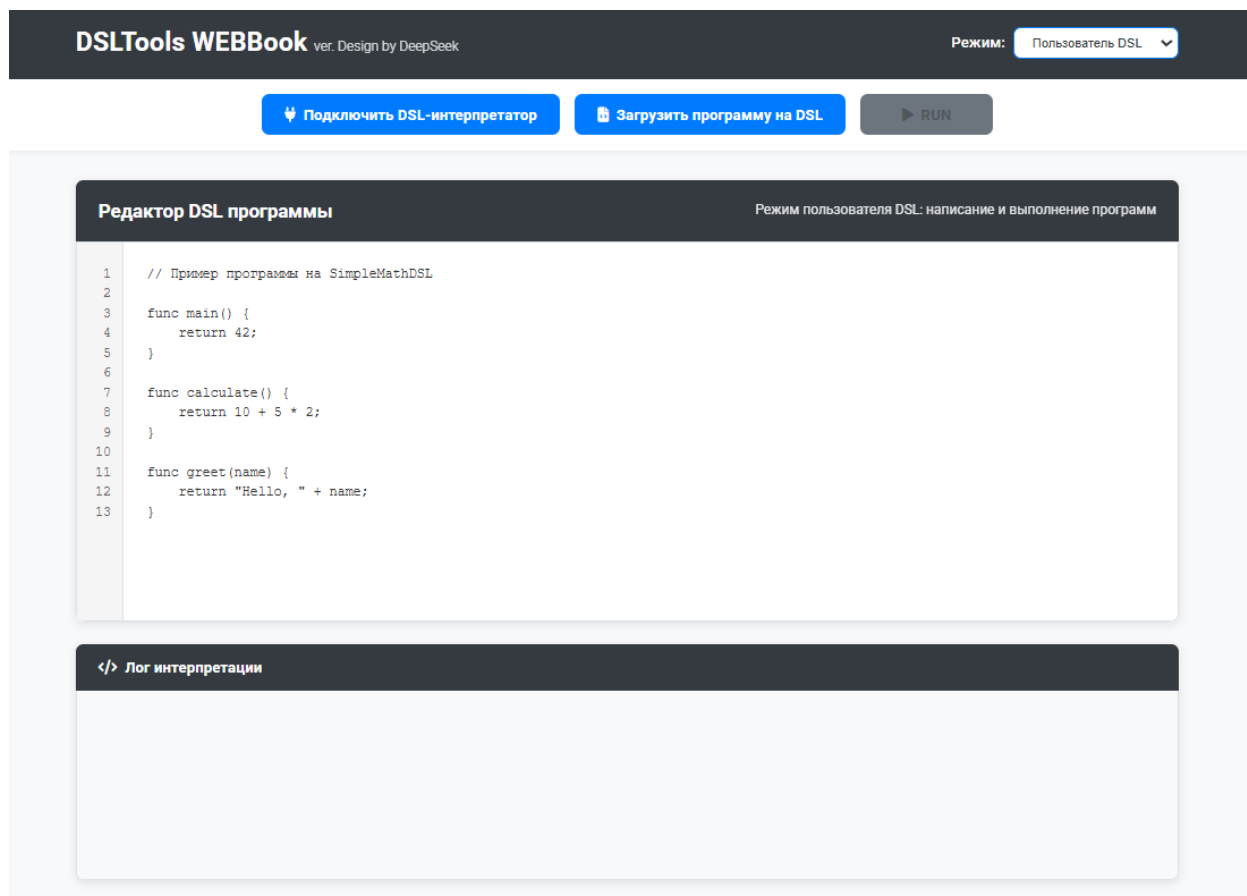 DSLTools WEBBook ver. Design by DeepSeek Режим: Пользователь DSL
Подключить DSL-интерпретатор Загрузить программу на DSL RUN
Редактор DSL программы Режим пользователя DSL: написание и выполнение программ
1 // Пример программы на SimpleMathDSL
2
3 func main() {
4     return 42;
5 }
6
7 func calculate() {
8     return 10 + 5 * 2;
9 }
10
11 func greet(name) {
12     return "Hello, " + name;
13 }
</> Лог интерпретации